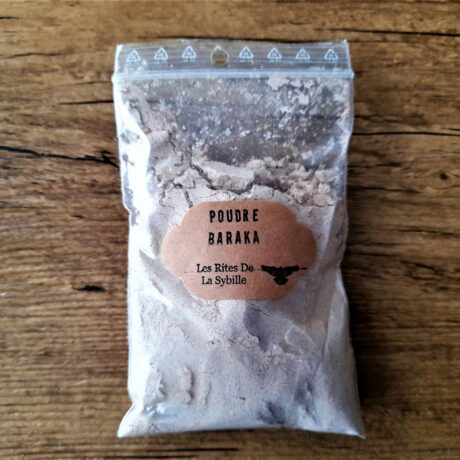 POUDRE
BARAKA
Les Rites De
La Sybille